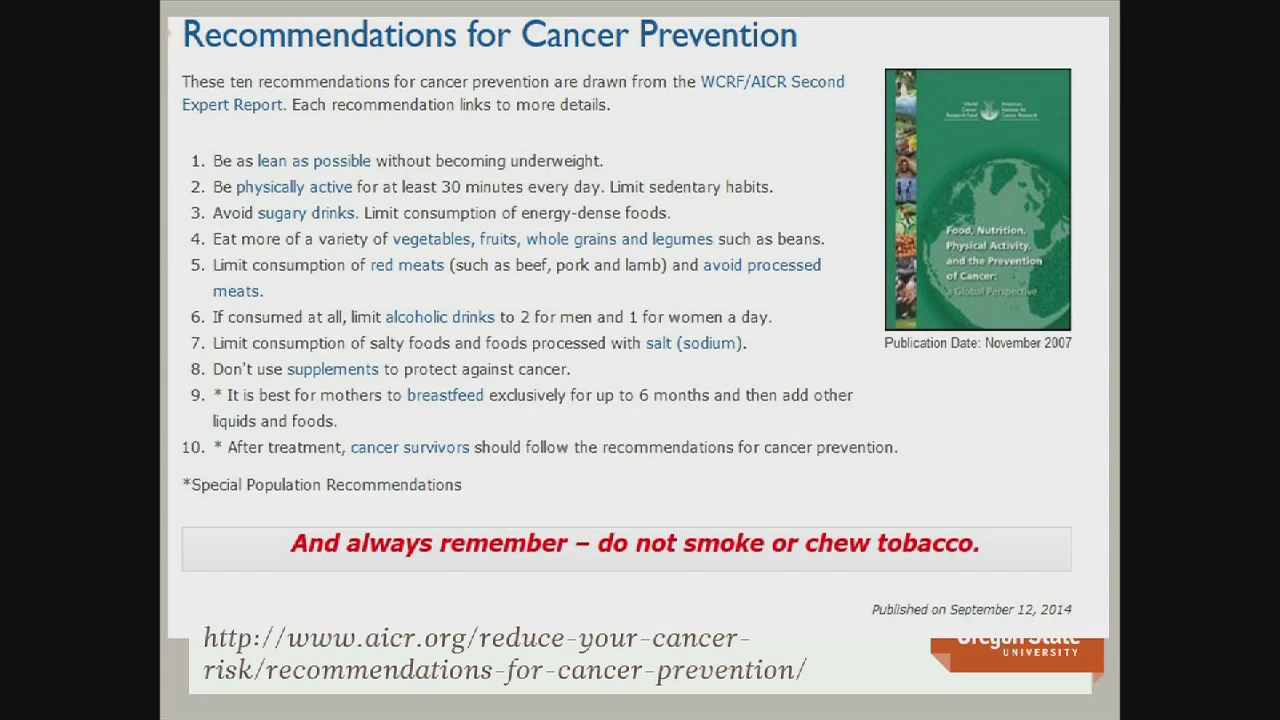 Recommendations for Cancer Prevention
These ten recommendations for cancer prevention are drawn from the WCRF/AICR Second
Expert Report. Each recommendation links to more details.
1. Be as lean as possible without becoming underweight.
2. Be physically active for at least 30 minutes every day. Limit sedentary habits.
3. Avoid sugary drinks. Limit consumption of energy-dense foods.
4. Eat more of a variety of vegetables, fruits, whole grains and legumes such as beans.
5. Limit consumption of red meats (such as beef, pork and lamb) and avoid processed
meats.
6. If consumed at all, limit alcoholic drinks to 2 for men and 1 for women a day.
7. Limit consumption of salty foods and foods processed with salt (sodium).
8. Don't use supplements to protect against cancer.
9. * It is best for mothers to breastfeed exclusively for up to 6 months and then add other
liquids and foods.
10. * After treatment, cancer survivors should follow the recommendations for cancer prevention.
*Special Population Recommendations
World
Cancer
Research Fund
American
Institute for
Cancer Research
Food, Nutrition,
Physical Activity,
and the Prevention
of Cancer:
a Global Perspective
Publication Date: November 2007
And always remember – do not smoke or chew tobacco.
Published on September 12, 2014
http://www.aicr.org/reduce-your-cancer-
risk/recommendations-for-cancer-prevention/
Oregon State
UNIVERSITY